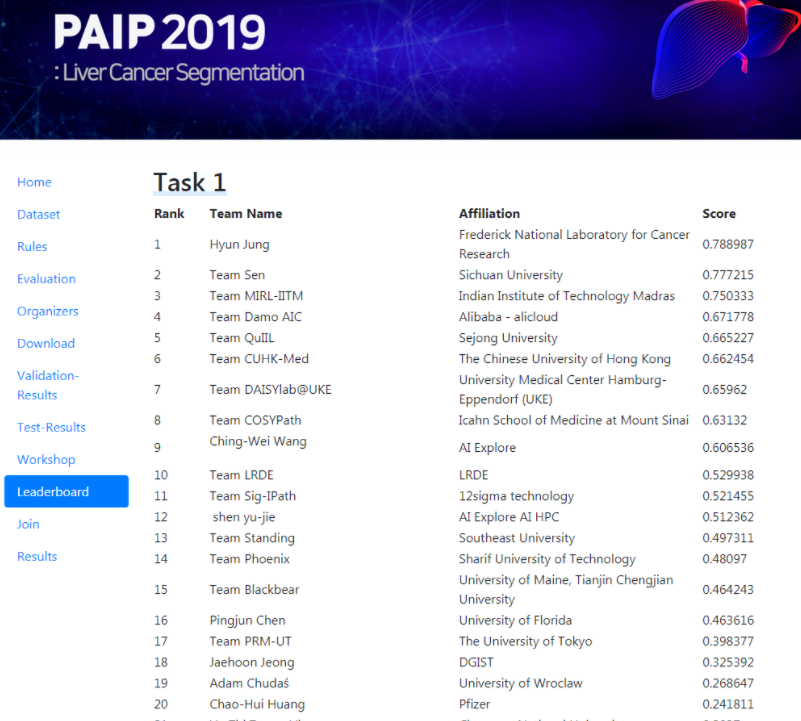 PAIP 2019
: Liver Cancer Segmentation
Home
Dataset
Rules
Evaluation
Organizers
Download
Validation-
Results
Test-Results
Workshop
Leaderboard
Join
Results
Task 1
Rank Team Name Affiliation Score
1 Hyun Jung Frederick National Laboratory for Cancer Research 0.788987
2 Team Sen Sichuan University 0.777215
3 Team MIRL-IITM Indian Institute of Technology Madras 0.750333
4 Team Damo AIC Alibaba - alicloud 0.671778
5 Team QuIIL Sejong University 0.665227
6 Team CUHK-Med The Chinese University of Hong Kong 0.662454
7 Team DAISYlab@UKE University Medical Center Hamburg-Eppendorf (UKE) 0.65962
8 Team COSYPath Icahn School of Medicine at Mount Sinai 0.63132
9 Ching-Wei Wang AI Explore 0.606536
10 Team LRDE LRDE 0.529938
11 Team Sig-IPath 12sigma technology 0.521455
12 shen yu-jie AI Explore AI HPC 0.512362
13 Team Standing Southeast University 0.497311
14 Team Phoenix Sharif University of Technology 0.48097
15 Team Blackbear University of Maine, Tianjin Chengjian University 0.464243
16 Pingjun Chen University of Florida 0.463616
17 Team PRM-UT The University of Tokyo 0.398377
18 Jaehoon Jeong DGIST 0.325392
19 Adam Chudaś University of Wroclaw 0.268647
20 Chao-Hui Huang Pfizer 0.241811